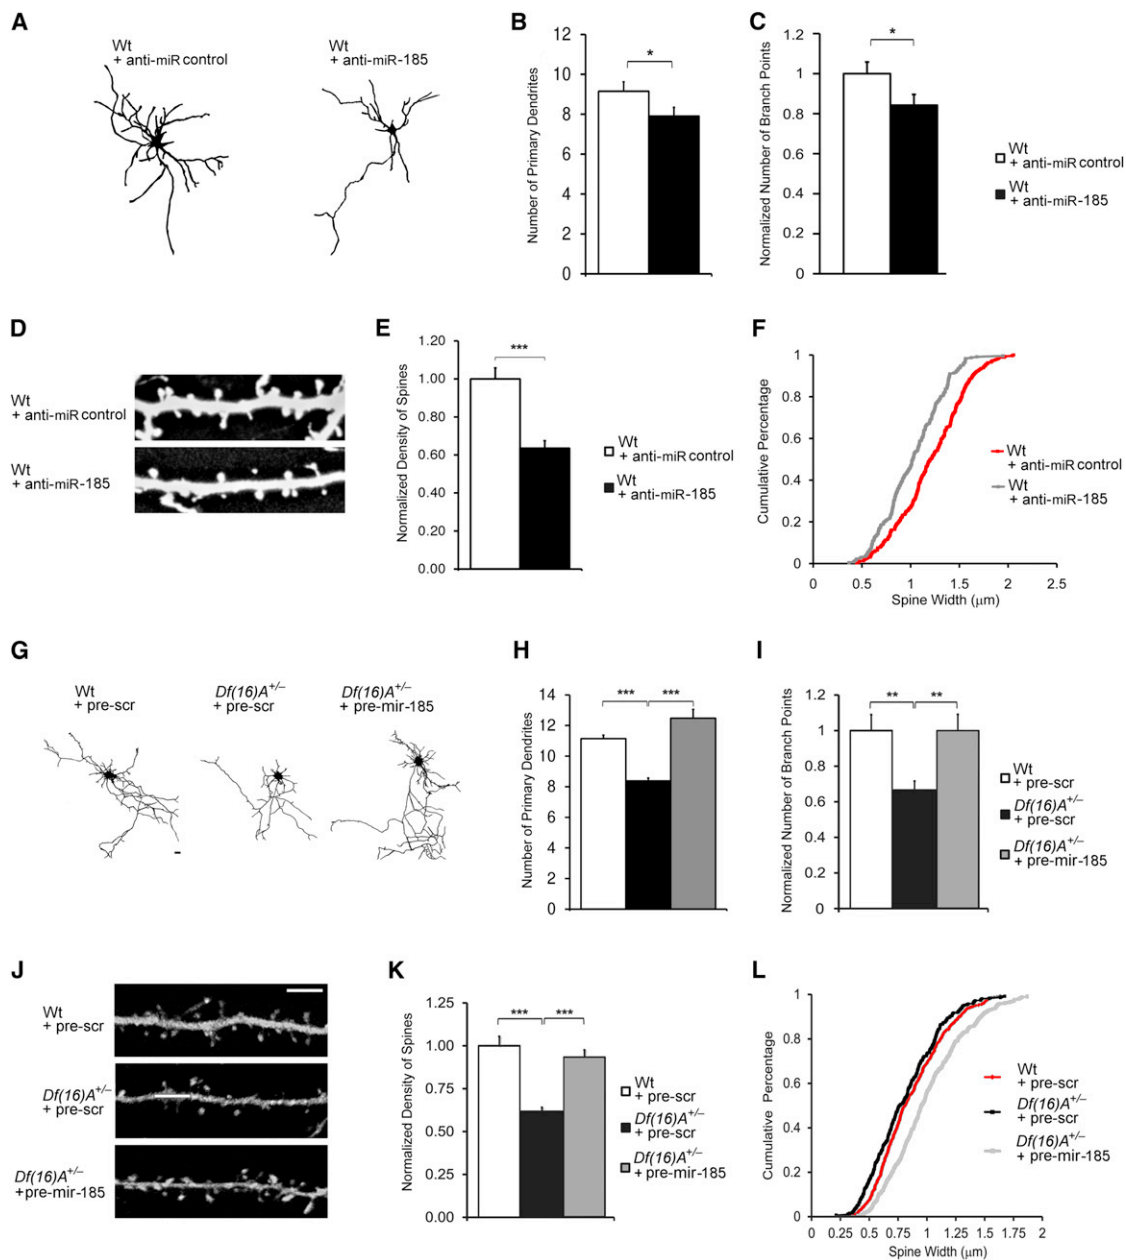 A
Wt
+ anti-miR control
Wt
+ anti-miR-185
B
Number of Primary Dendrites
12
10
8
6
4
2
0
*
C
Normalized Number of Branch Points
1.2
1
0.8
0.6
0.4
0.2
0
*
Wt
+ anti-miR control
Wt
+ anti-miR-185
D
Wt
+ anti-miR control
Wt
+ anti-miR-185
E
Normalized Density of Spines
1.20
1.00
0.80
0.60
0.40
0.20
0.00
***
Wt
+ anti-miR control
Wt
+ anti-miR-185
F
Cumulative Percentage
1
0.8
0.6
0.4
0.2
0
0 0.5 1 1.5 2 2.5
Spine Width (μm)
Wt
+ anti-miR control
Wt
+ anti-miR-185
G
Wt
+ pre-scr
Df(16)A+/–
+ pre-scr
Df(16)A+/–
+ pre-mir-185
H
Number of Primary Dendrites
14
12
10
8
6
4
2
0
*** ***
I
Normalized Number of Branch Points
1.2
1
0.8
0.6
0.4
0.2
0
** **
Wt
+ pre-scr
Df(16)A+/–
+ pre-scr
Df(16)A+/–
+ pre-mir-185
J
Wt
+ pre-scr
Df(16)A+/–
+ pre-scr
Df(16)A+/–
+pre-mir-185
K
Normalized Density of Spines
1.25
1.00
0.75
0.50
0.25
0.00
*** ***
Wt
+ pre-scr
Df(16)A+/–
+ pre-scr
Df(16)A+/–
+ pre-mir-185
L
Cumulative Percentage
1
0.8
0.6
0.4
0.2
0
0 0.25 0.5 0.75 1 1.25 1.5 1.75 2
Spine Width (μm)
Wt
+ pre-scr
Df(16)A+/–
+ pre-scr
Df(16)A+/–
+ pre-mir-185